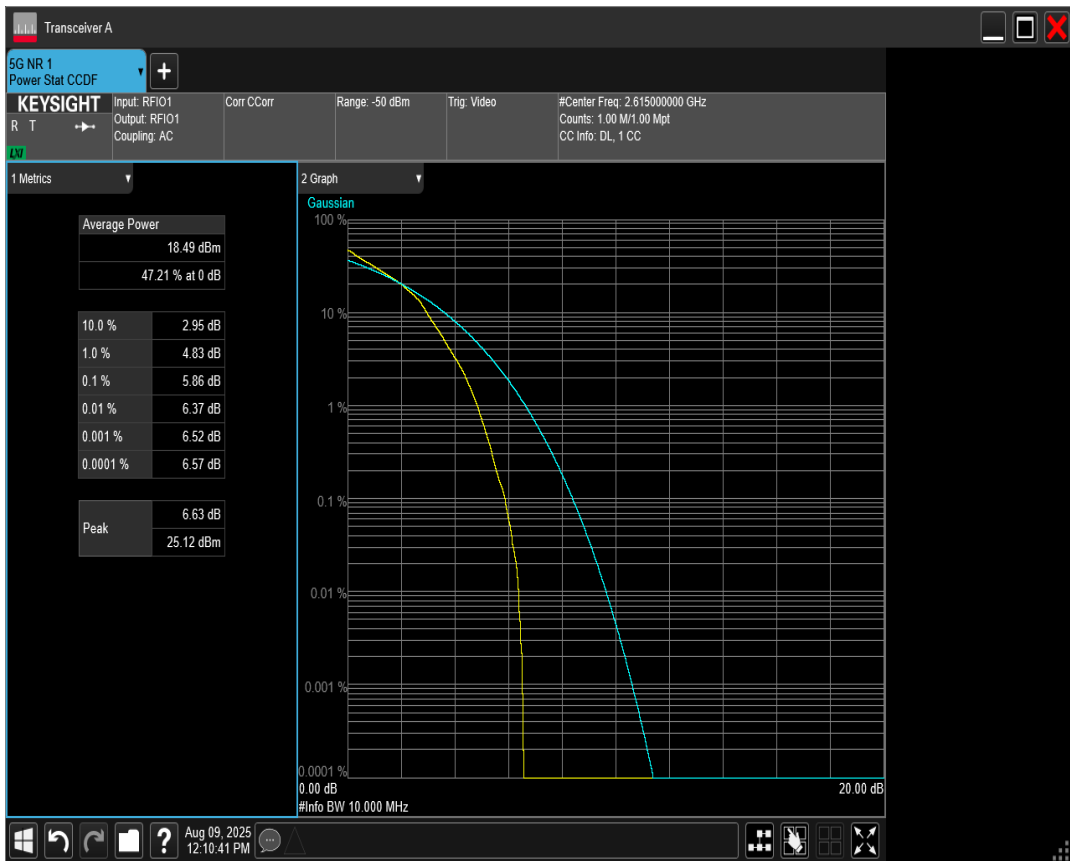 Transceiver A
5G NR 1
Power Stat CCDF
KEYSIGHT
R T
LXI
Input: RFIO1
Output: RFIO1
Coupling: AC
Corr CCorr
Range: -50 dBm
Trig: Video
#Center Freq: 2.615000000 GHz
Counts: 1.00 M/1.00 Mpt
CC Info: DL, 1 CC
1 Metrics
Average Power
18.49 dBm
47.21 % at 0 dB
10.0 % 2.95 dB
1.0 % 4.83 dB
0.1 % 5.86 dB
0.01 % 6.37 dB
0.001 % 6.52 dB
0.0001 % 6.57 dB
Peak
6.63 dB
25.12 dBm
2 Graph
Gaussian
100 %
10 %
1 %
0.1 %
0.01 %
0.001 %
0.0001 %
0.00 dB 20.00 dB
#Info BW 10.000 MHz
Aug 09, 2025
12:10:41 PM